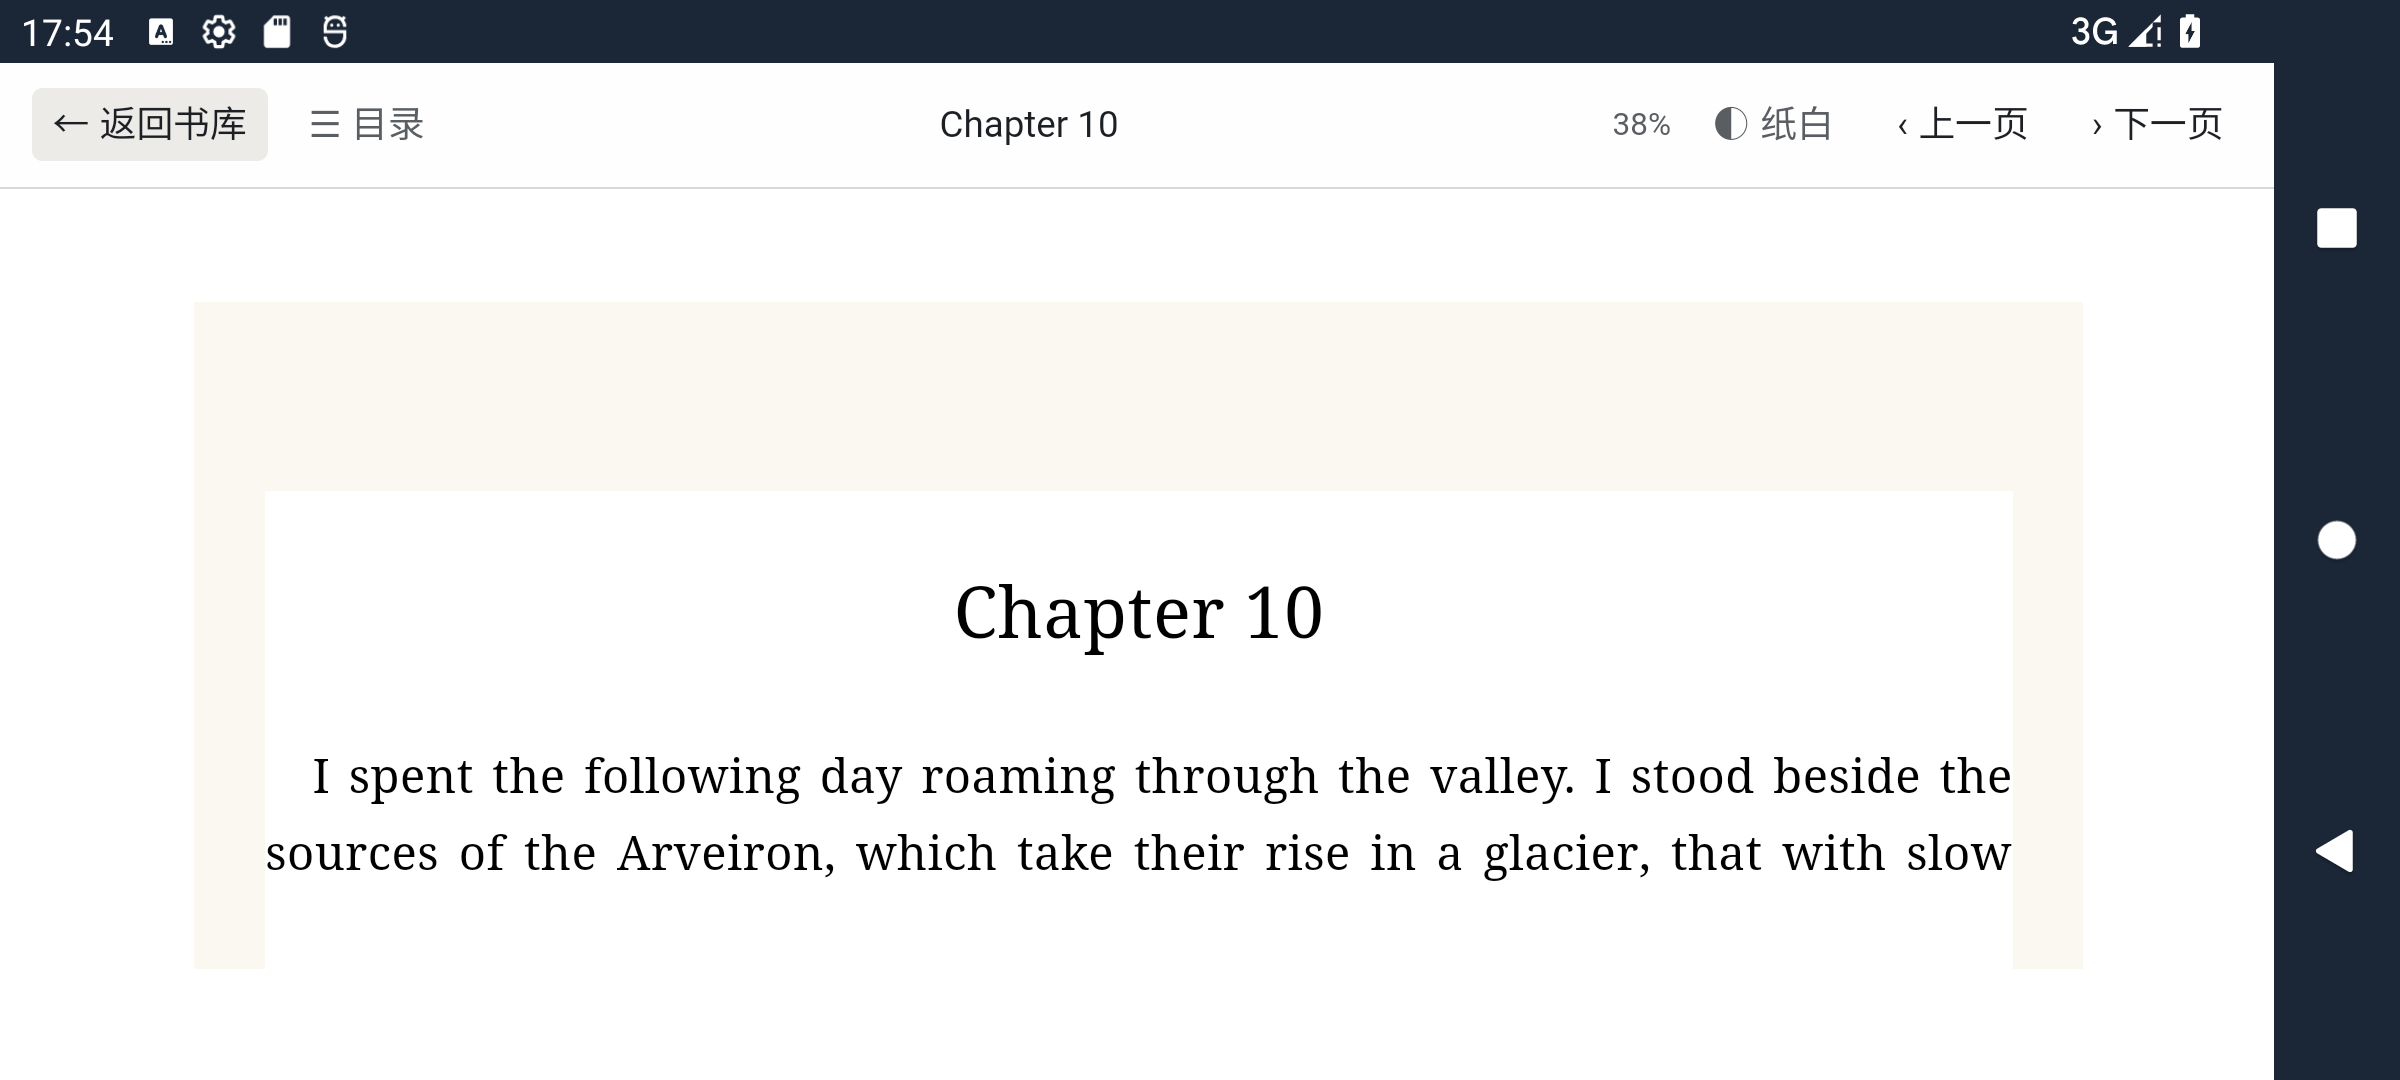 17:54
3G
← 返回书库
☰ 目录
Chapter 10
38%
纸白
‹ 上一页
› 下一页
Chapter 10
I spent the following day roaming through the valley. I stood beside the
sources of the Arveiron, which take their rise in a glacier, that with slow